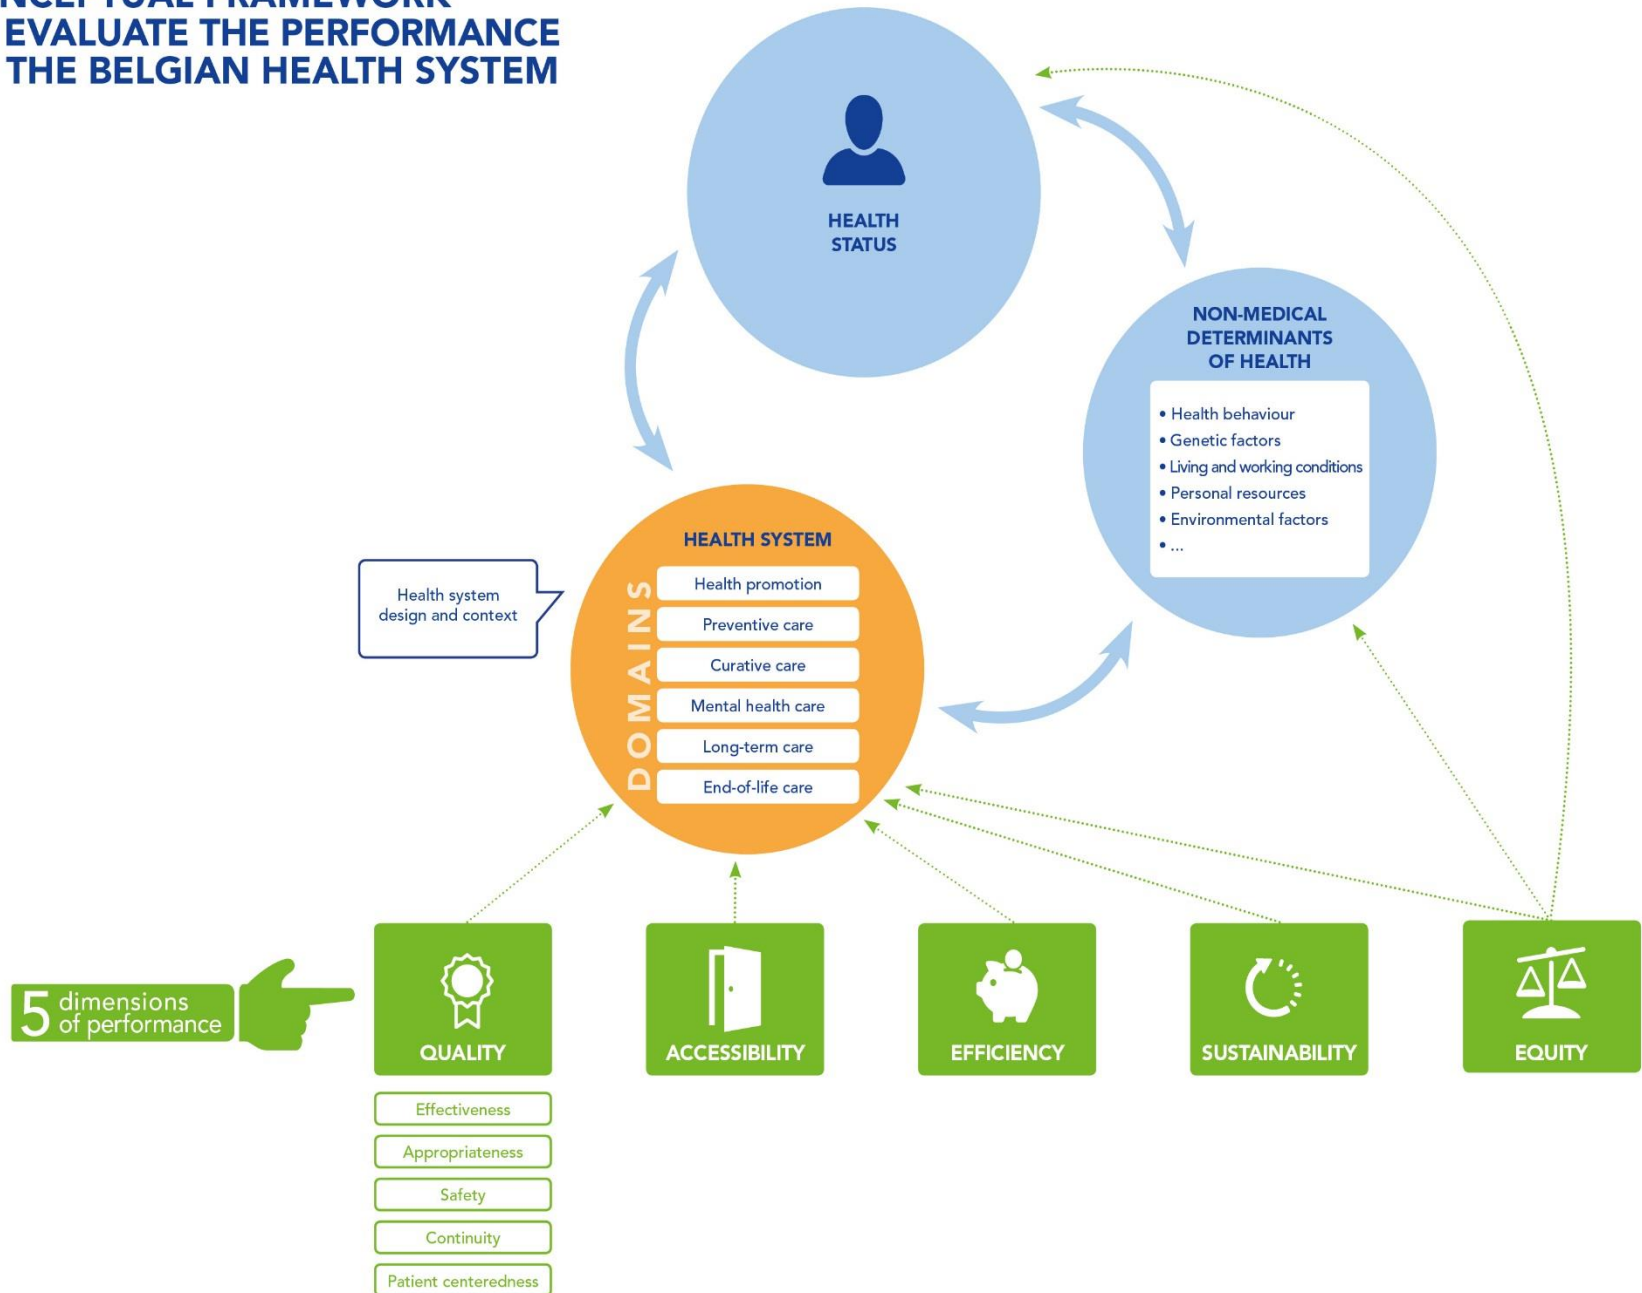 NCEPTUAL FRAMEWORK
EVALUATE THE PERFORMANCE
THE BELGIAN HEALTH SYSTEM
HEALTH
STATUS
NON-MEDICAL
DETERMINANTS
OF HEALTH
• Health behaviour
• Genetic factors
• Living and working conditions
• Personal resources
• Environmental factors
• ...
Health system
design and context
HEALTH SYSTEM
DOMAINS
Health promotion
Preventive care
Curative care
Mental health care
Long-term care
End-of-life care
5 dimensions
of performance
QUALITY
ACCESSIBILITY
EFFICIENCY
SUSTAINABILITY
EQUITY
Effectiveness
Appropriateness
Safety
Continuity
Patient centeredness